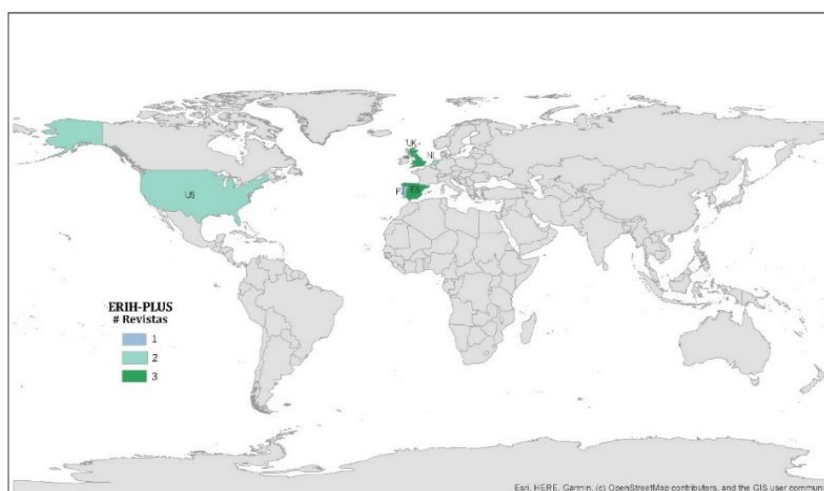 UK
NL
PT
ES
US
ERIH-PLUS
# Revistas
1
2
3
Esri, HERE, Garmin, (c) OpenStreetMap contributors, and the GIS user communi